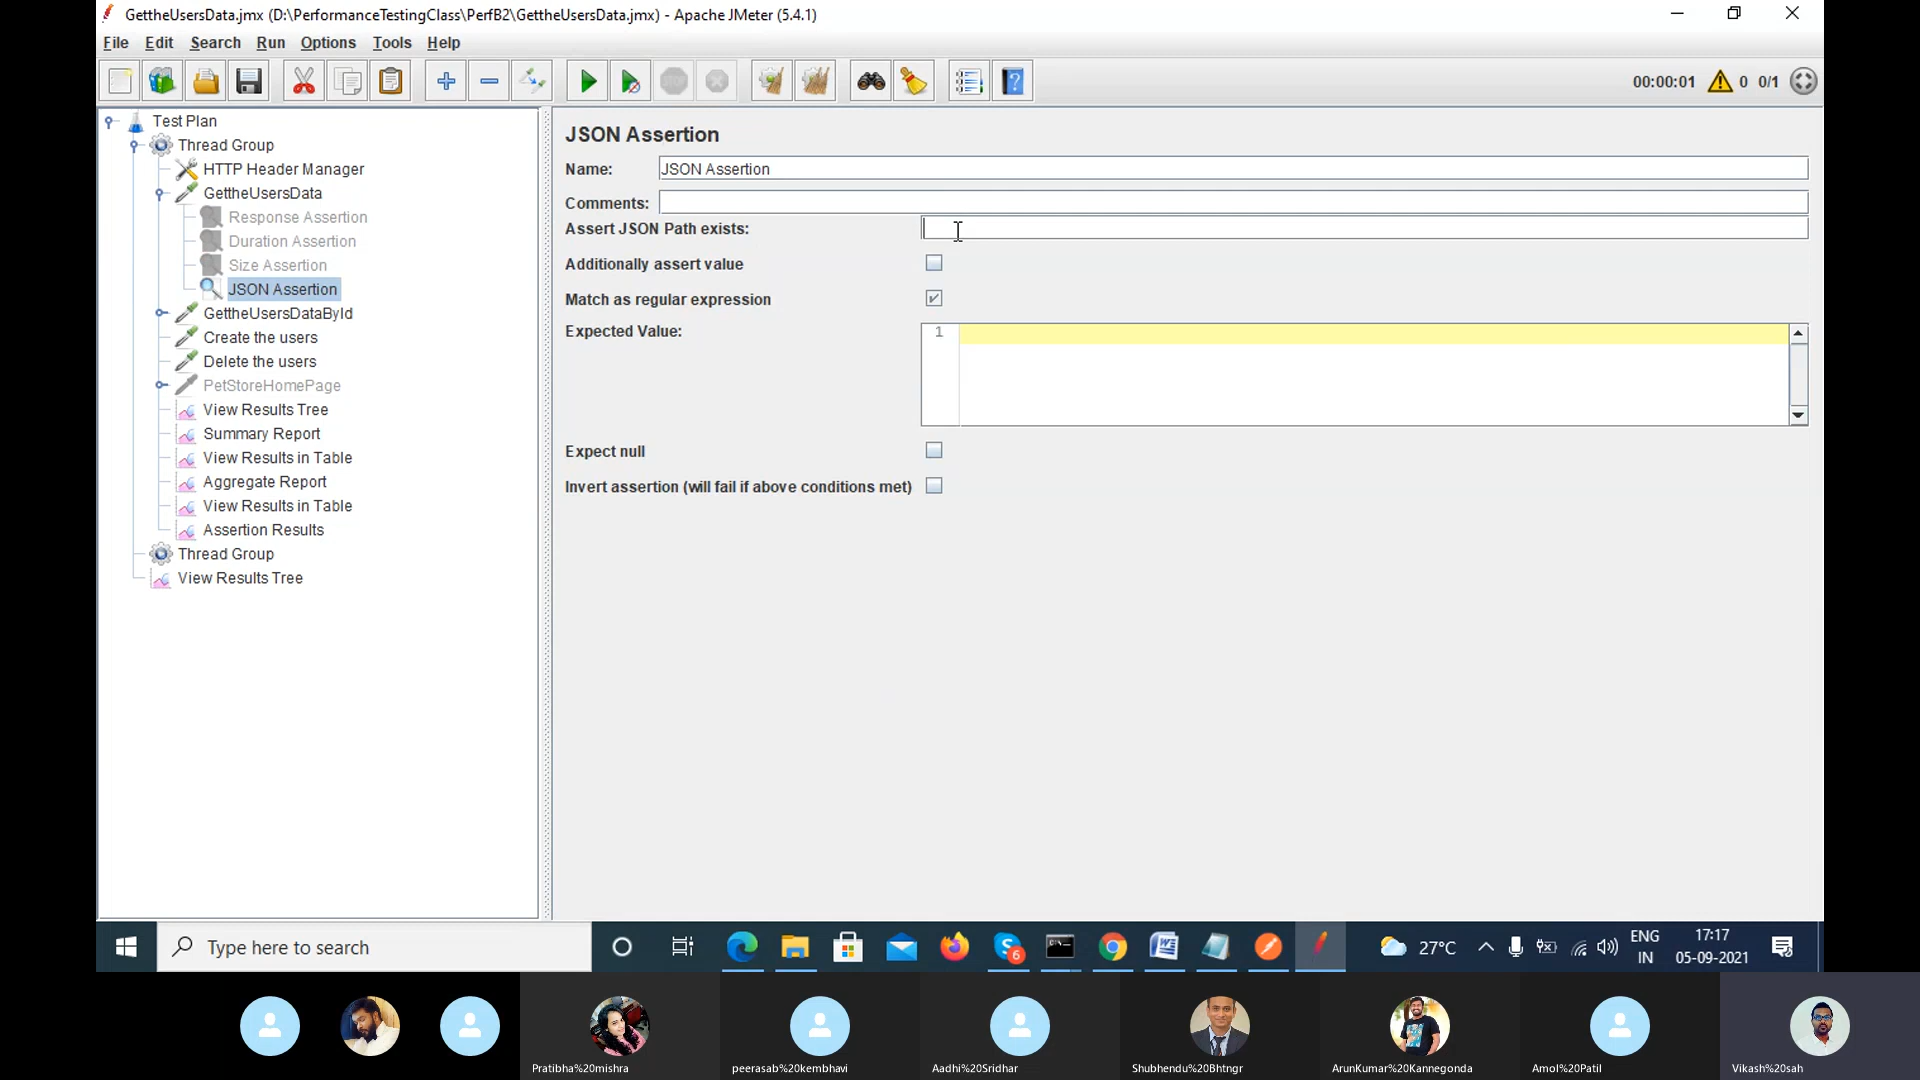 GettheUsersData.jmx (D:\PerformanceTestingClass\PerfB2\GettheUsersData.jmx) - Apache JMeter (5.4.1)
File Edit Search Run Options Tools Help
00:00:01 0 0/1
Test Plan
Thread Group
HTTP Header Manager
GettheUsersData
Response Assertion
Duration Assertion
Size Assertion
JSON Assertion
GettheUsersDataById
Create the users
Delete the users
PetStoreHomePage
View Results Tree
Summary Report
View Results in Table
Aggregate Report
View Results in Table
Assertion Results
Thread Group
View Results Tree
JSON Assertion
Name: JSON Assertion
Comments:
Assert JSON Path exists:
Additionally assert value
Match as regular expression
Expected Value: 1
Expect null
Invert assertion (will fail if above conditions met)
Type here to search
6
27°C
ENG
IN
17:17
05-09-2021
Pratibha%20mishra
peerasab%20kembhavi
Aadhi%20Sridhar
Shubhendu%20Bhtngr
ArunKumar%20Kannegonda
Amol%20Patil
Vikash%20sah